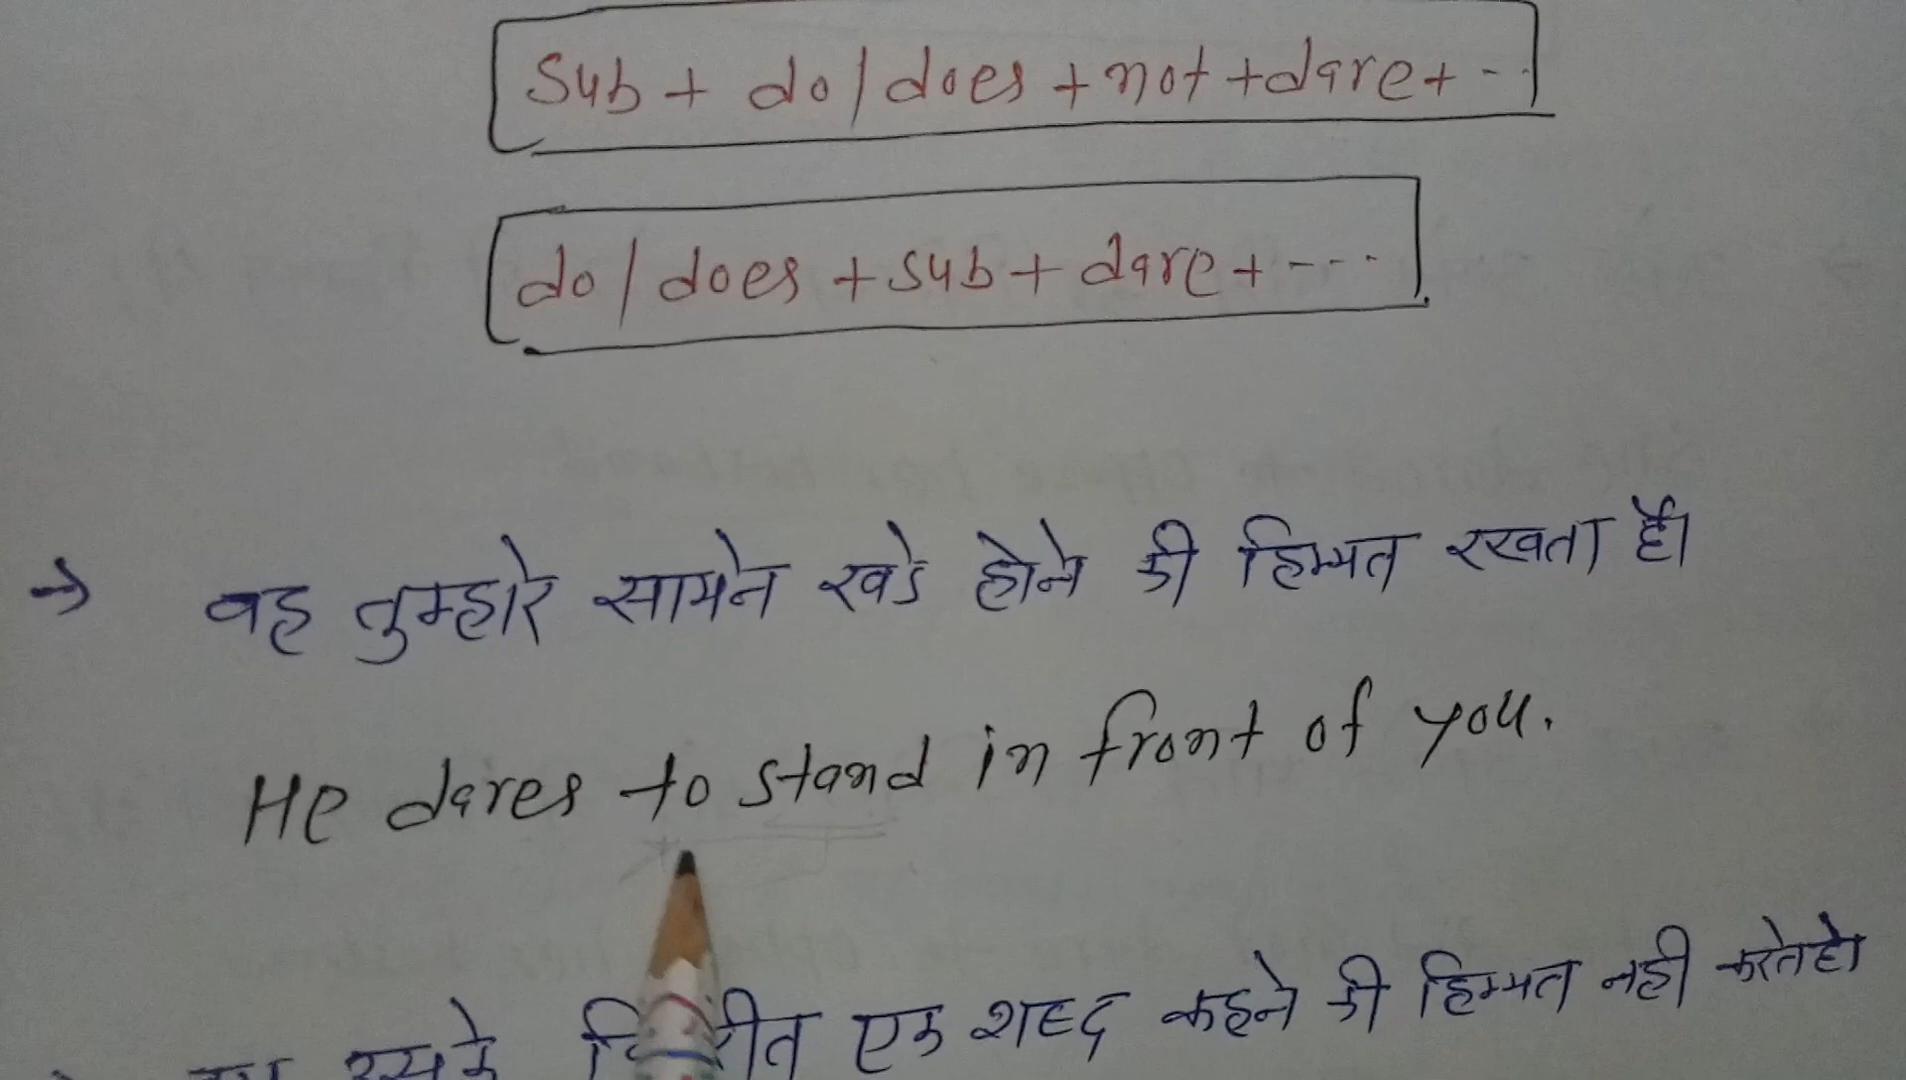 Sub + do / does + not + dare + ...
do / does + sub + dare + ----
→ वह तुम्हारे सामने खडे होने की हिम्मत रखता है।
He dares to stand in front of you.
उसके एक शब्द कहने की हिम्मत नही करते हो